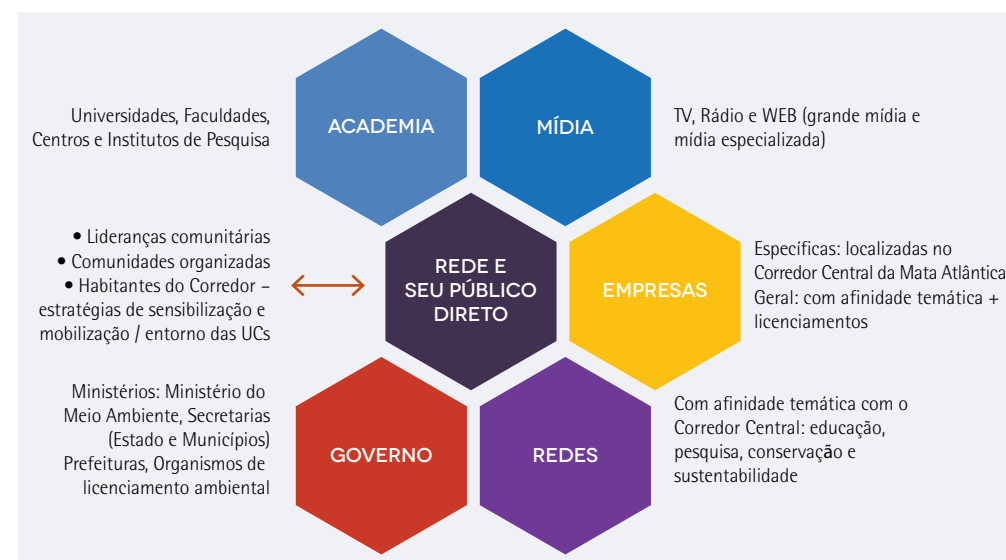 Universidades, Faculdades,
Centros e Institutos de Pesquisa
ACADEMIA
MÍDIA
TV, Rádio e WEB (grande mídia e
mídia especializada)
• Lideranças comunitárias
• Comunidades organizadas
• Habitantes do Corredor –
estratégias de sensibilização e
mobilização / entorno das UCs
REDE E
SEU PÚBLICO
DIRETO
EMPRESAS
Específicas: localizadas no
Corredor Central da Mata Atlântica
Geral: com afinidade temática +
licenciamentos
Ministérios: Ministério do
Meio Ambiente, Secretarias
(Estado e Municípios)
Prefeituras, Organismos de
licenciamento ambiental
GOVERNO
REDES
Com afinidade temática com o
Corredor Central: educação,
pesquisa, conservação e
sustentabilidade